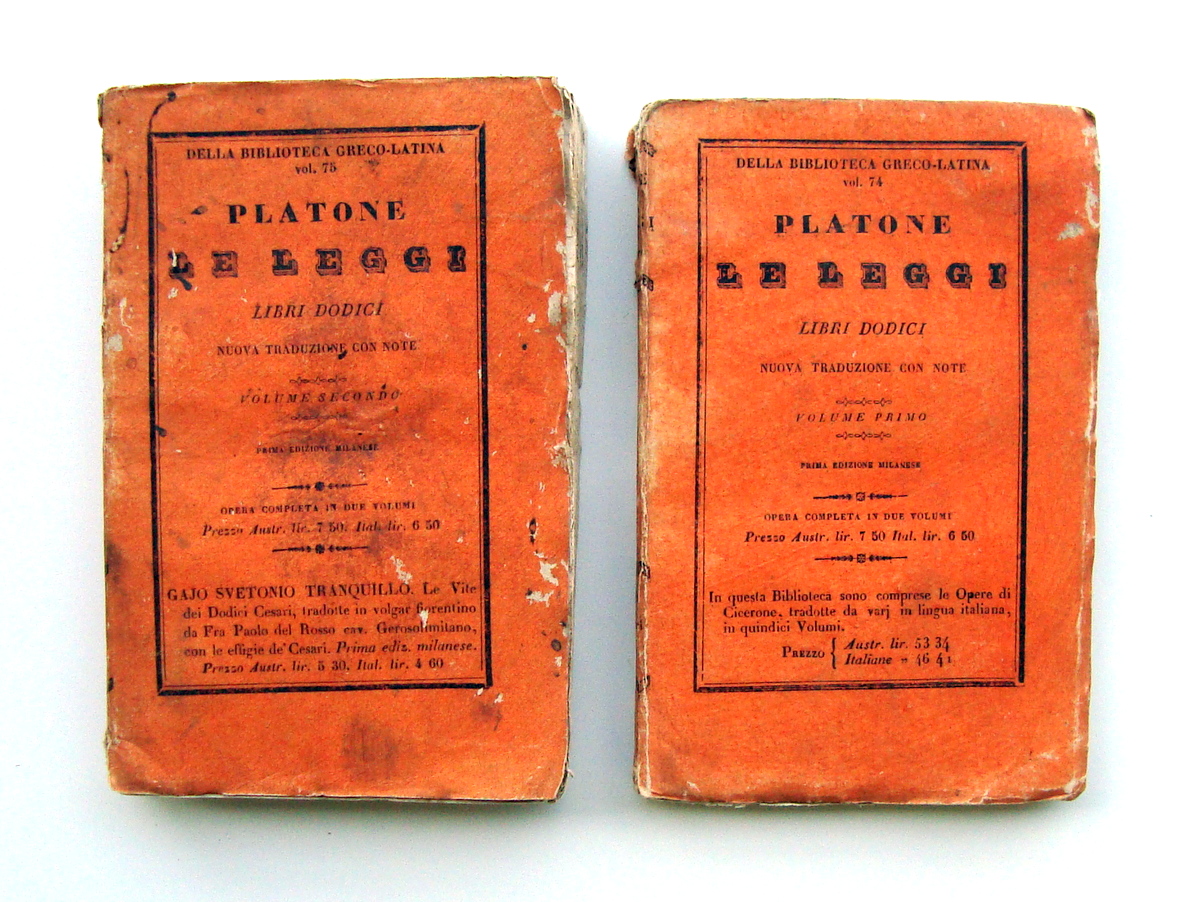 DELLA BIBLIOTECA GRECO-LATINA
vol. 75
PLATONE
LE LEGGI
LIBRI DODICI
NUOVA TRADUZIONE CON NOTE
VOLUME SECONDO
PRIMA EDIZIONE MILANESE
OPERA COMPLETA IN DUE VOLUMI
Prezzo Austr. lir. 7 50. Ital. lir. 6 50
GAJO SVETONIO TRANQUILLO. Le Vite
dei Dodici Cesari, tradotte in volgar fiorentino
da Fra Paolo del Rosso cav. Gerosolimitano,
con le effigie de' Cesari. Prima ediz. milanese.
Prezzo Austr. lir. 5 30. Ital. lir. 4 60
DELLA BIBLIOTECA GRECO-LATINA
vol. 74
PLATONE
LE LEGGI
LIBRI DODICI
NUOVA TRADUZIONE CON NOTE
VOLUME PRIMO
PRIMA EDIZIONE MILANESE
OPERA COMPLETA IN DUE VOLUMI
Prezzo Austr. lir. 7 50 Ital. lir. 6 50
In questa Biblioteca sono comprese le Opere di
Cicerone, tradotte da varj in lingua italiana,
in quindici Volumi.
PREZZO { Austr. lir. 53 34
Italiane " 46 41